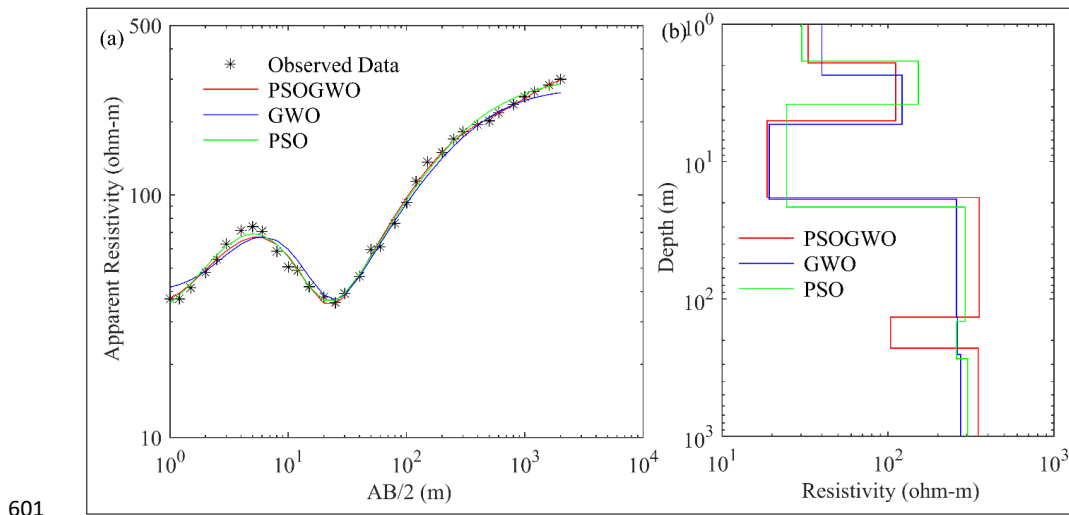 (a)
500
100
10
Apparent Resistivity (ohm-m)
Observed Data
PSOGWO
GWO
PSO
10^0
10^1
10^2
10^3
10^4
AB/2 (m)
(b)
10^0
10^1
10^2
10^3
Depth (m)
PSOGWO
GWO
PSO
10^1
10^2
10^3
Resistivity (ohm-m)
601